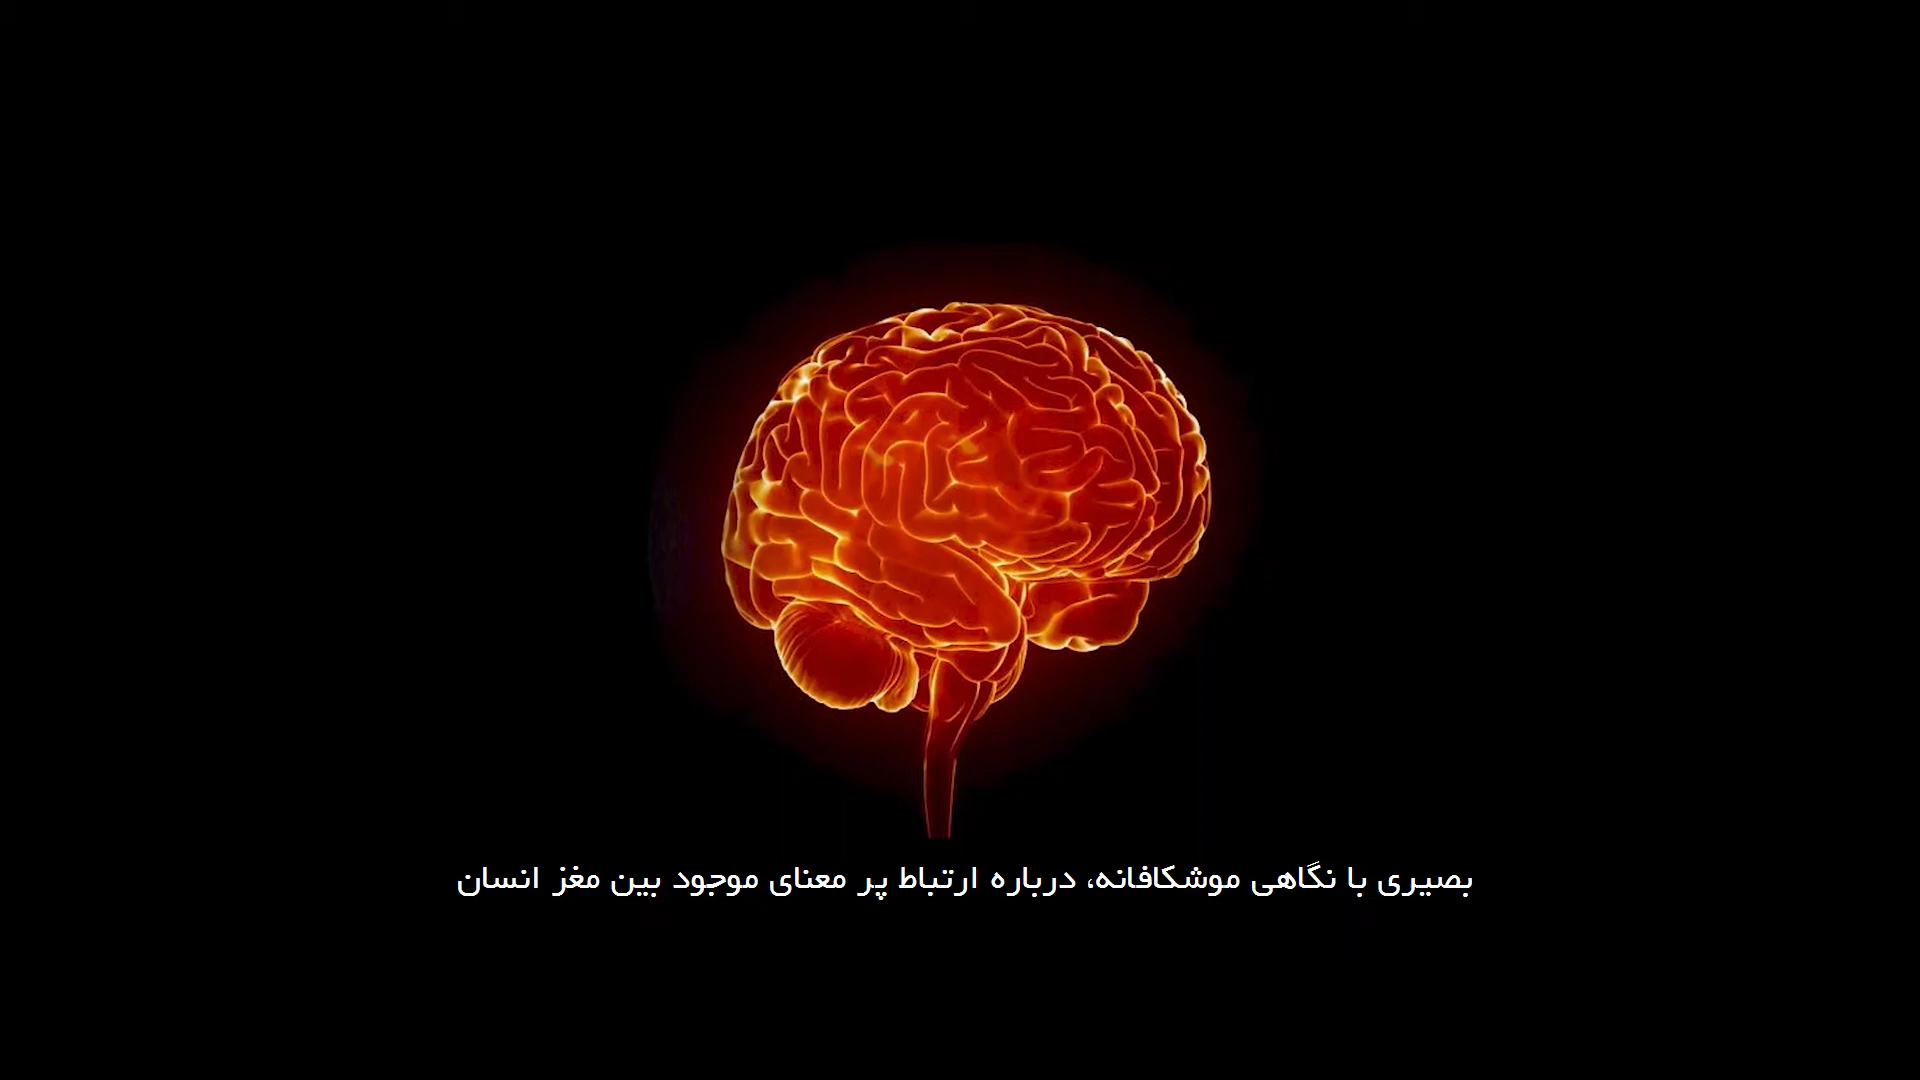 بصیری با نگاهی موشکافانه، درباره ارتباط پر معنای موجود بین مغز انسان